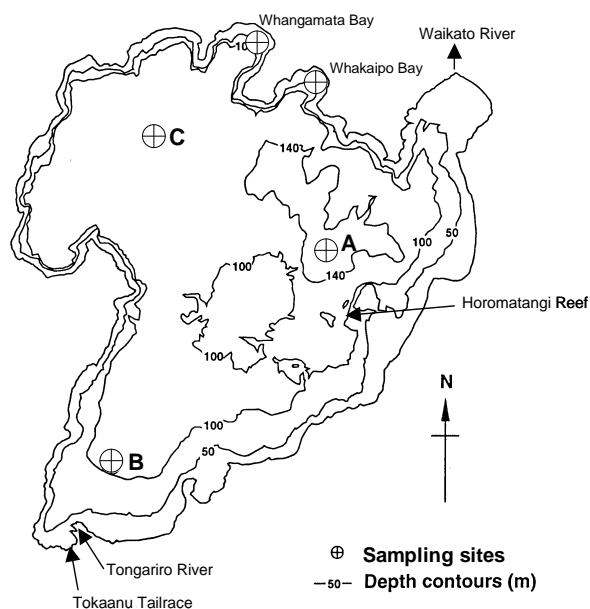 Whangamata Bay
Waikato River
10
Whakaipo Bay
C
140
A
50
100
100
140
Horomatangi Reef
100
N
100
50
B
Sampling sites
–50– Depth contours (m)
Tongariro River
Tokaanu Tailrace